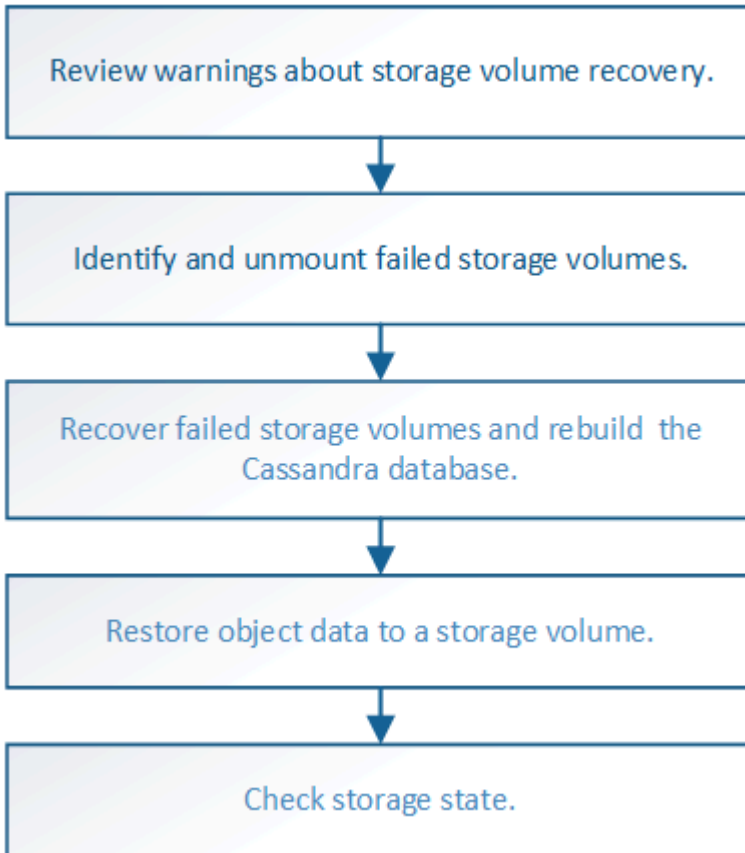 Review warnings about storage volume recovery.
Identify and unmount failed storage volumes.
Recover failed storage volumes and rebuild the
Cassandra database.
Restore object data to a storage volume.
Check storage state.